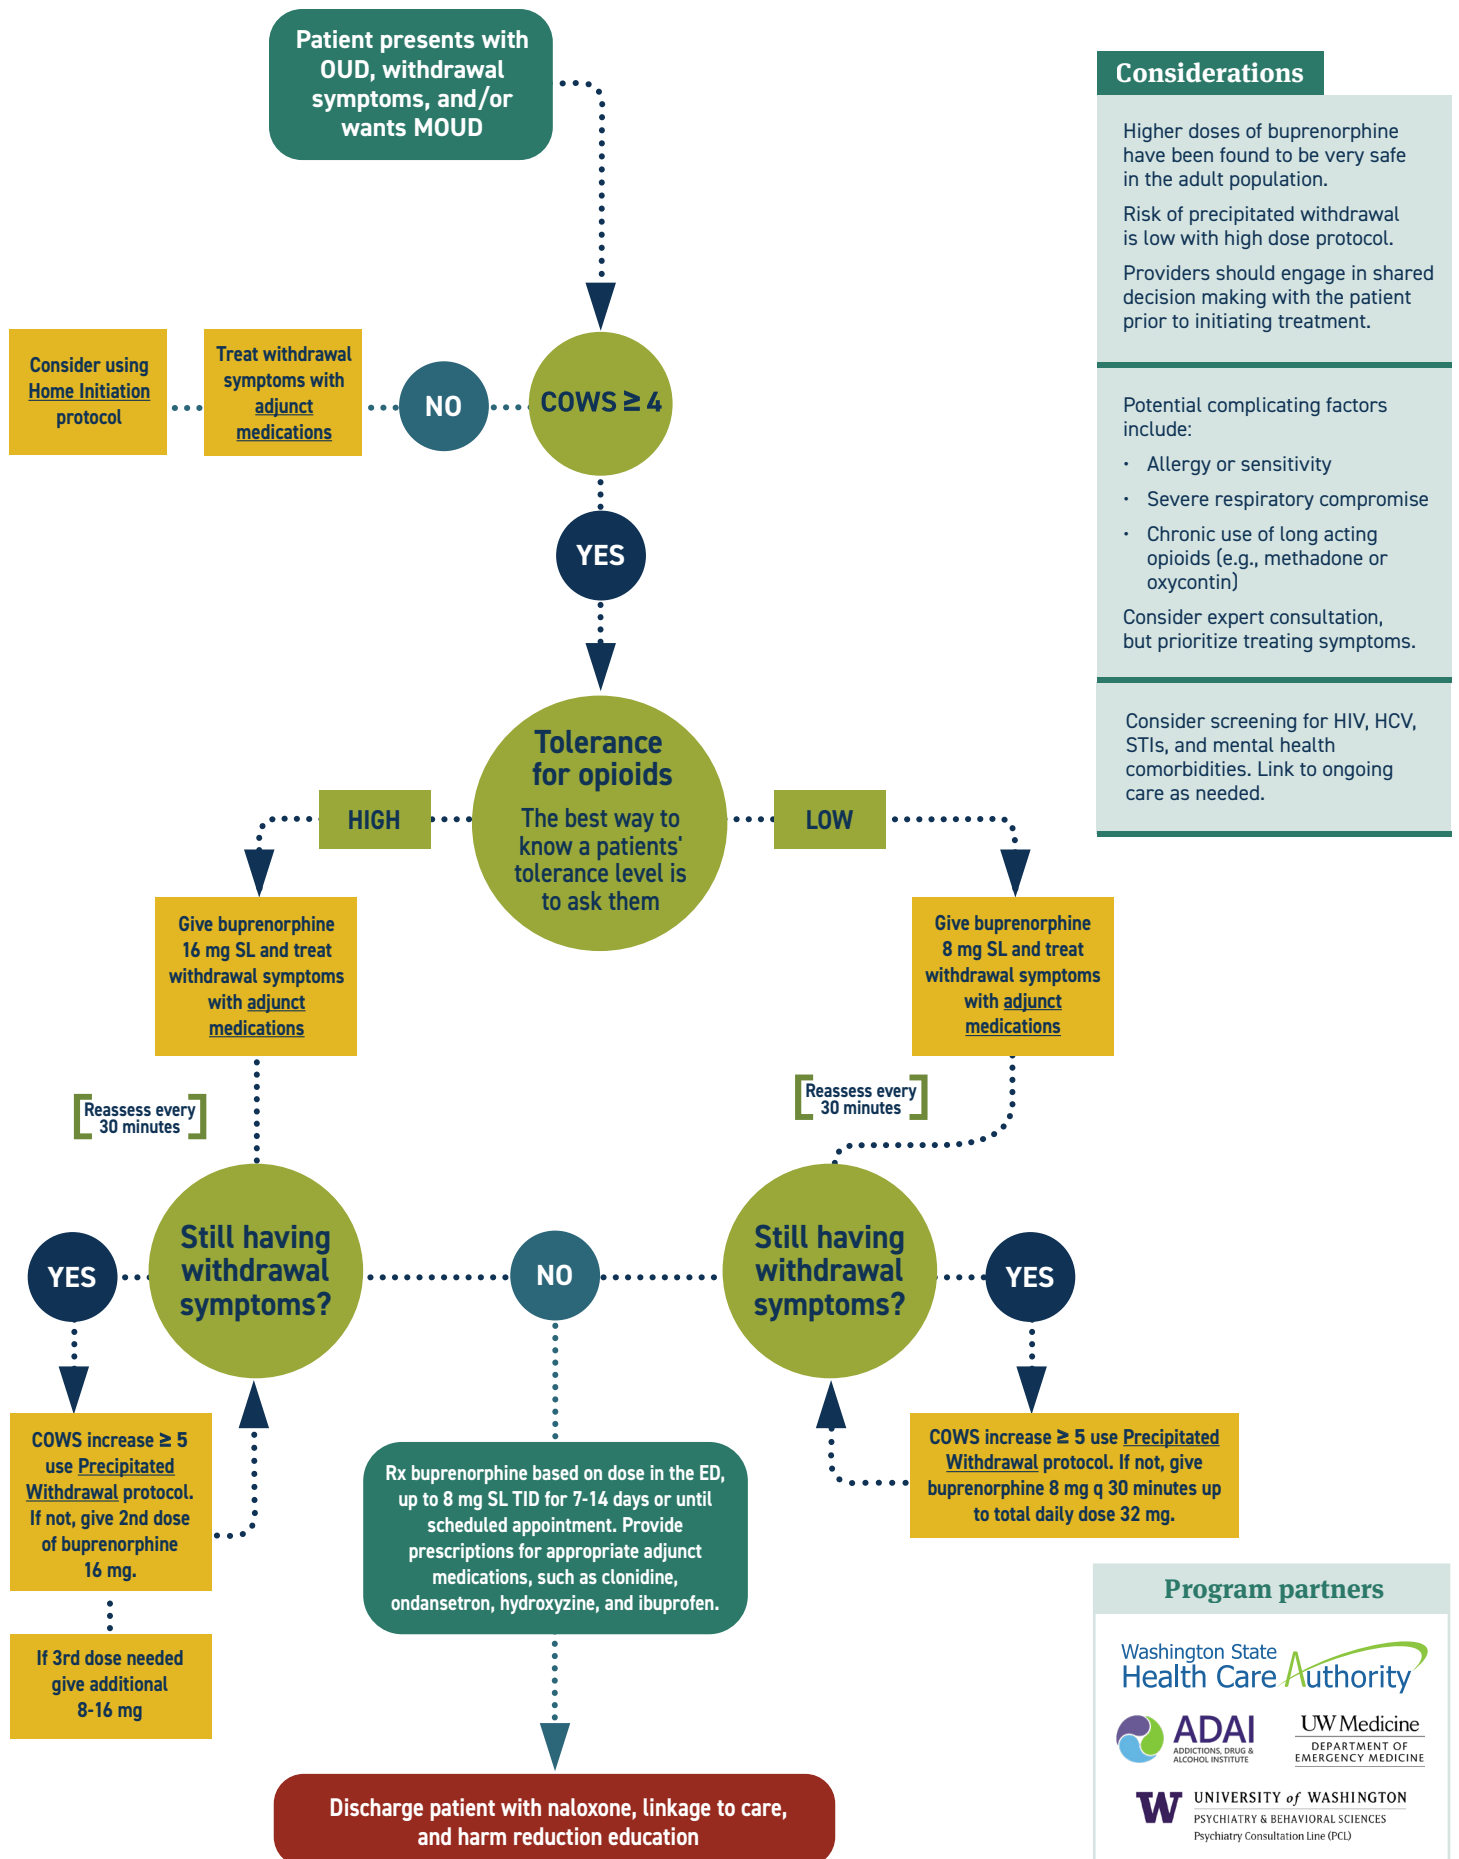 Patient presents with
OUD, withdrawal
symptoms, and/or
wants MOUD
COWS ≥ 4
NO
Treat withdrawal
symptoms with
adjunct
medications
Consider using
Home Initiation
protocol
YES
Tolerance
for opioids
The best way to
know a patients'
tolerance level is
to ask them
HIGH
LOW
Give buprenorphine
16 mg SL and treat
withdrawal symptoms
with adjunct
medications
Give buprenorphine
8 mg SL and treat
withdrawal symptoms
with adjunct
medications
Reassess every
30 minutes
Reassess every
30 minutes
YES
Still having
withdrawal
symptoms?
NO
Still having
withdrawal
symptoms?
YES
COWS increase ≥ 5
use Precipitated
Withdrawal protocol.
If not, give 2nd dose
of buprenorphine
16 mg.
If 3rd dose needed
give additional
8-16 mg
Rx buprenorphine based on dose in the ED,
up to 8 mg SL TID for 7-14 days or until
scheduled appointment. Provide
prescriptions for appropriate adjunct
medications, such as clonidine,
ondansetron, hydroxyzine, and ibuprofen.
COWS increase ≥ 5 use Precipitated
Withdrawal protocol. If not, give
buprenorphine 8 mg q 30 minutes up
to total daily dose 32 mg.
Discharge patient with naloxone, linkage to care,
and harm reduction education
Considerations
Higher doses of buprenorphine
have been found to be very safe
in the adult population.
Risk of precipitated withdrawal
is low with high dose protocol.
Providers should engage in shared
decision making with the patient
prior to initiating treatment.
Potential complicating factors
include:
• Allergy or sensitivity
• Severe respiratory compromise
• Chronic use of long acting
opioids (e.g., methadone or
oxycontin)
Consider expert consultation,
but prioritize treating symptoms.
Consider screening for HIV, HCV,
STIs, and mental health
comorbidities. Link to ongoing
care as needed.
Program partners
Washington State
Health Care Authority
ADAI
ADDICTIONS, DRUG &
ALCOHOL INSTITUTE
UW Medicine
DEPARTMENT OF
EMERGENCY MEDICINE
W
UNIVERSITY of WASHINGTON
PSYCHIATRY & BEHAVIORAL SCIENCES
Psychiatry Consultation Line (PCL)